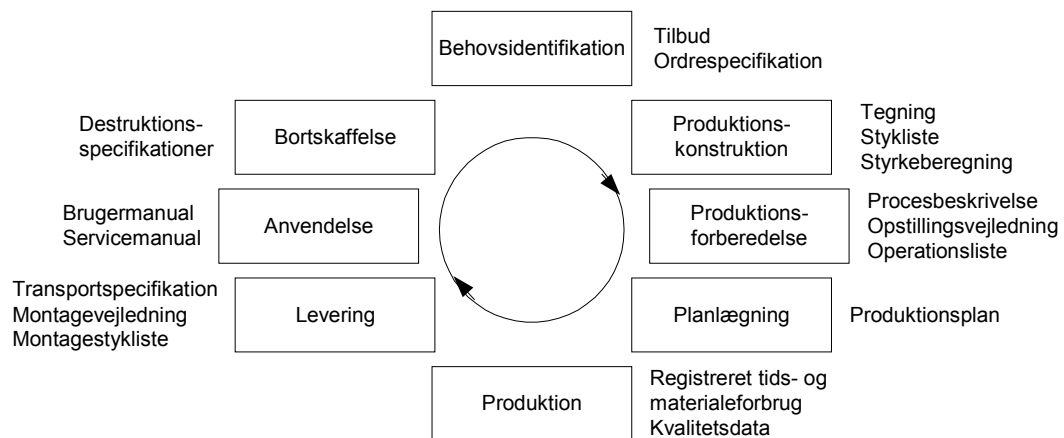 Behovsidentifikation
Tilbud
Ordrespecifikation
Produktions-
konstruktion
Tegning
Stykliste
Styrkeberegning
Produktions-
forberedelse
Procesbeskrivelse
Opstillingsvejledning
Operationsliste
Planlægning
Produktionsplan
Produktion
Registreret tids- og
materialeforbrug
Kvalitetsdata
Levering
Transportspecifikation
Montagevejledning
Montagestykliste
Anvendelse
Brugermanual
Servicemanual
Bortskaffelse
Destruktions-
specifikationer